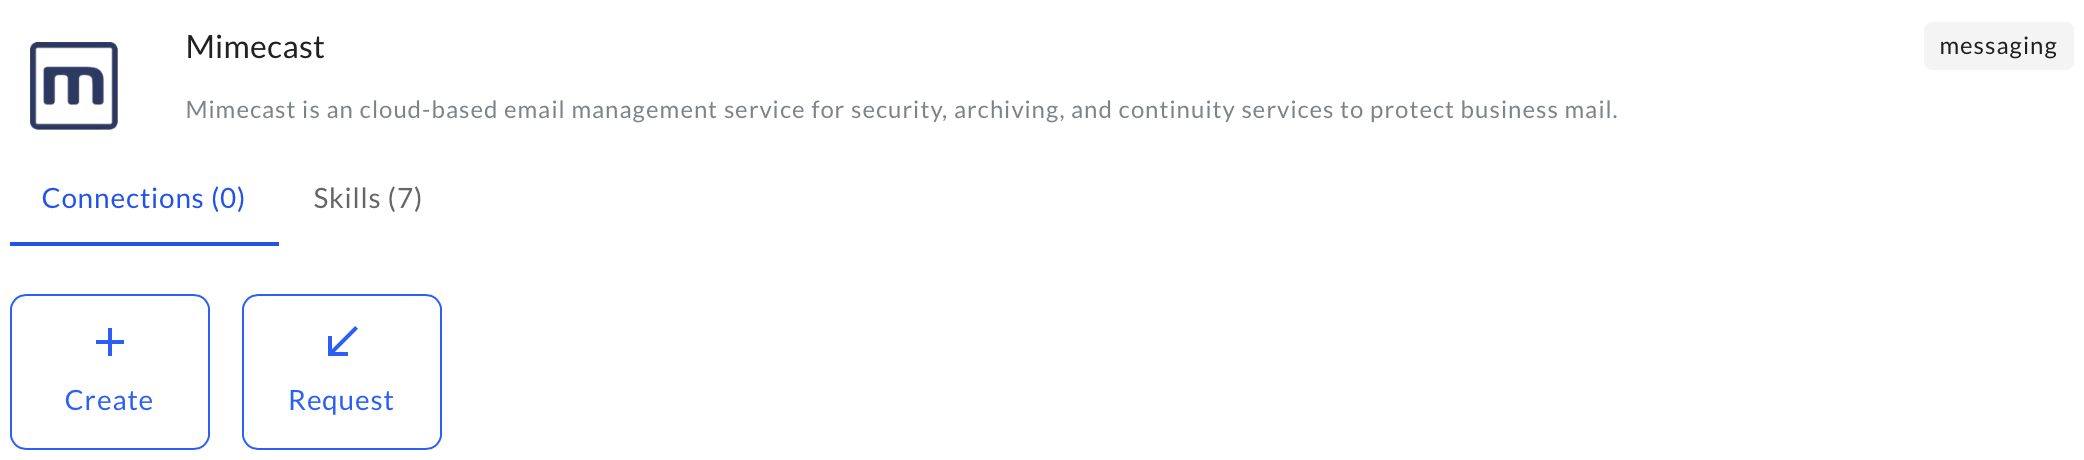 m
Mimecast
messaging
Mimecast is an cloud-based email management service for security, archiving, and continuity services to protect business mail.
Connections (0)
Skills (7)
Create
Request